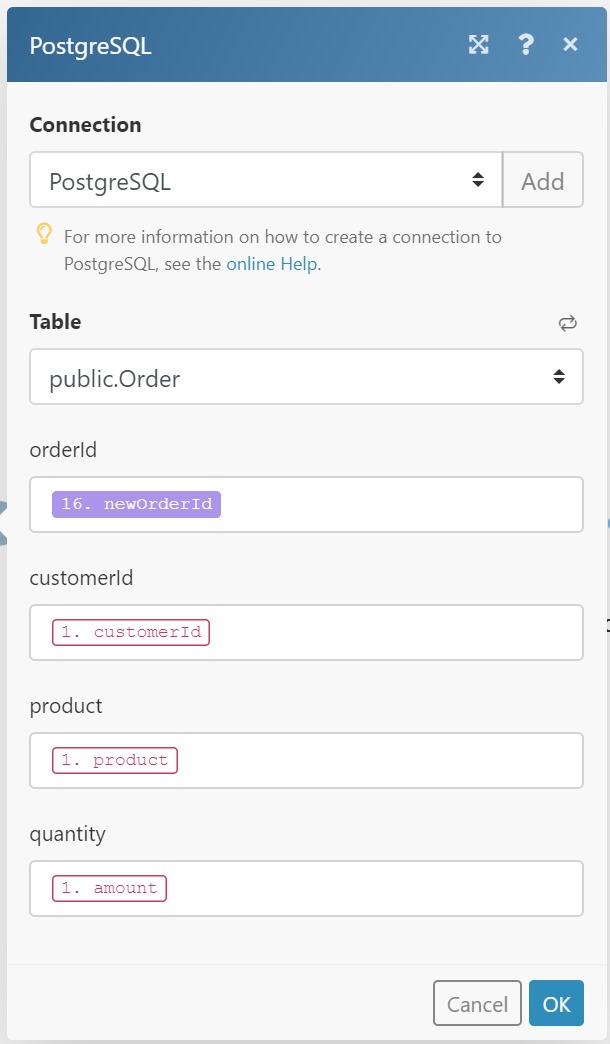 PostgreSQL
?
Connection
PostgreSQL
Add
For more information on how to create a connection to
PostgreSQL, see the online Help.
Table
public.Order
orderId
16. newOrderId
customerId
1. customerId
product
1. product
quantity
1. amount
Cancel
OK